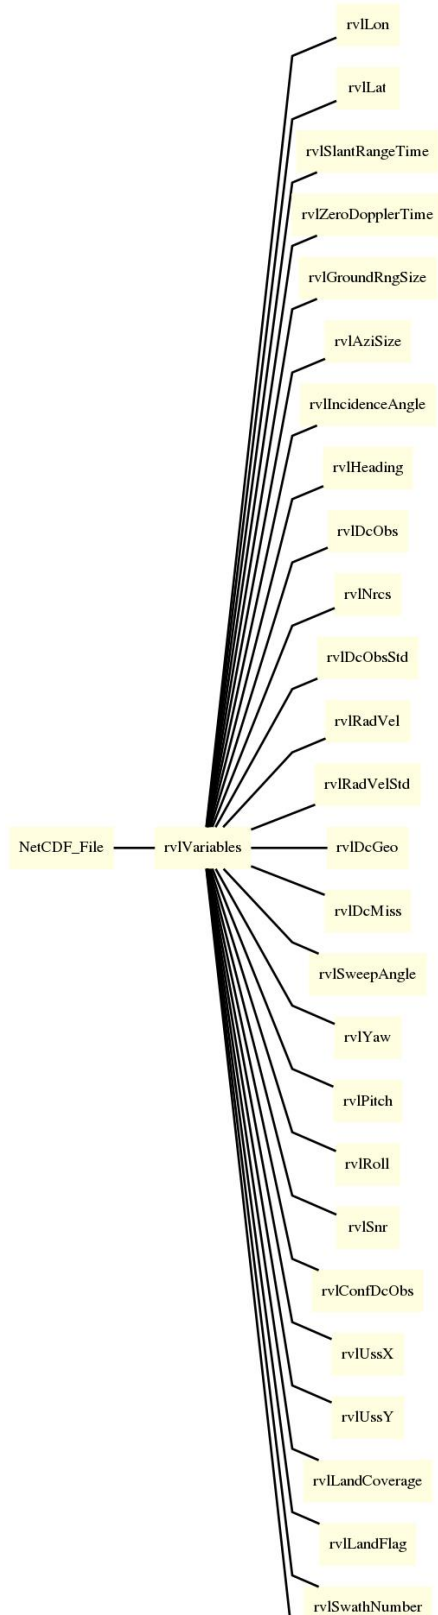 rvlLon
rvlLat
rvlSlantRangeTime
rvlZeroDopplerTime
rvlGroundRngSize
rvlAziSize
rvlIncidenceAngle
rvlHeading
rvlDcObs
rvlNrcs
rvlDcObsStd
rvlRadVel
rvlRadVelStd
NetCDF_File
rvlVariables
rvlDcGeo
rvlDcMiss
rvlSweepAngle
rvlYaw
rvlPitch
rvlRoll
rvlSnr
rvlConfDcObs
rvlUssX
rvlUssY
rvlLandCoverage
rvlLandFlag
rvlSwathNumber